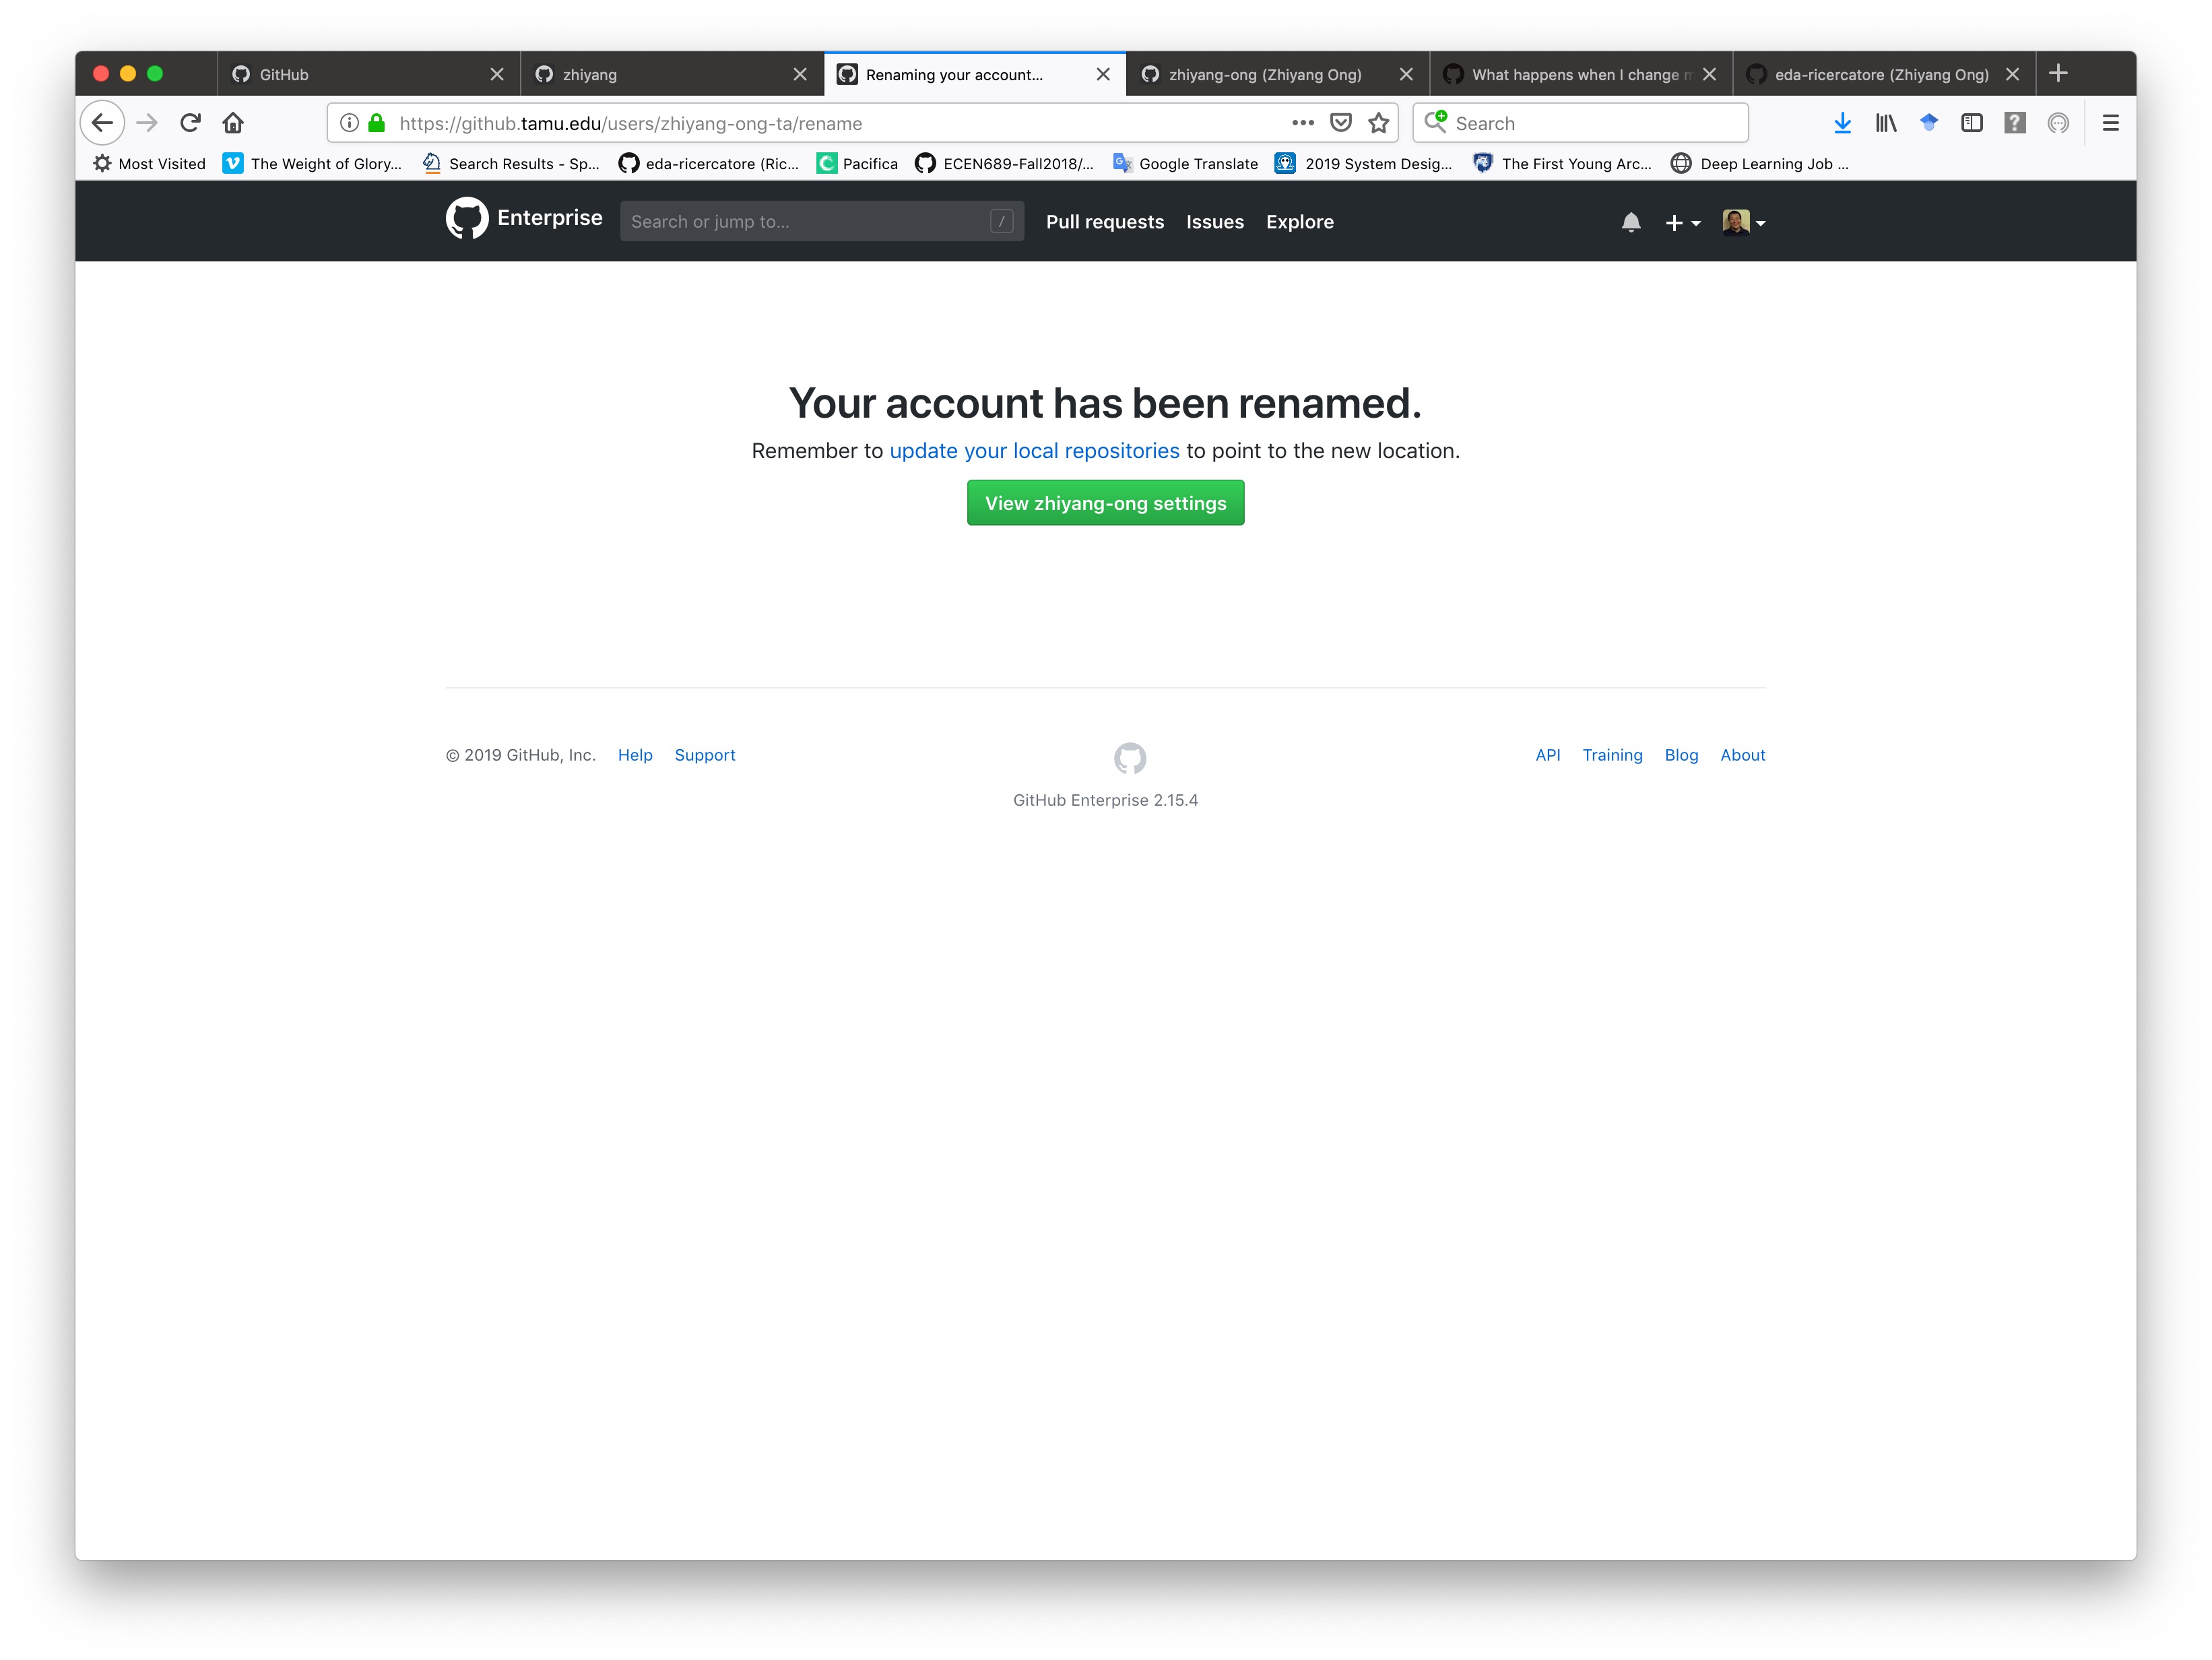 GitHub
zhiyang
Renaming your account...
zhiyang-ong (Zhiyang Ong)
What happens when I change
eda-ricercatore (Zhiyang Ong)
https://github.tamu.edu/users/zhiyang-ong-ta/rename
Search
Most Visited
The Weight of Glory...
Search Results - Sp...
eda-ricercatore (Ric...
Pacifica
ECEN689-Fall2018/...
Google Translate
2019 System Desig...
The First Young Arc...
Deep Learning Job ...
Enterprise
Search or jump to...
/
Pull requests
Issues
Explore
Your account has been renamed.
Remember to update your local repositories to point to the new location.
View zhiyang-ong settings
© 2019 GitHub, Inc.
Help
Support
API
Training
Blog
About
GitHub Enterprise 2.15.4